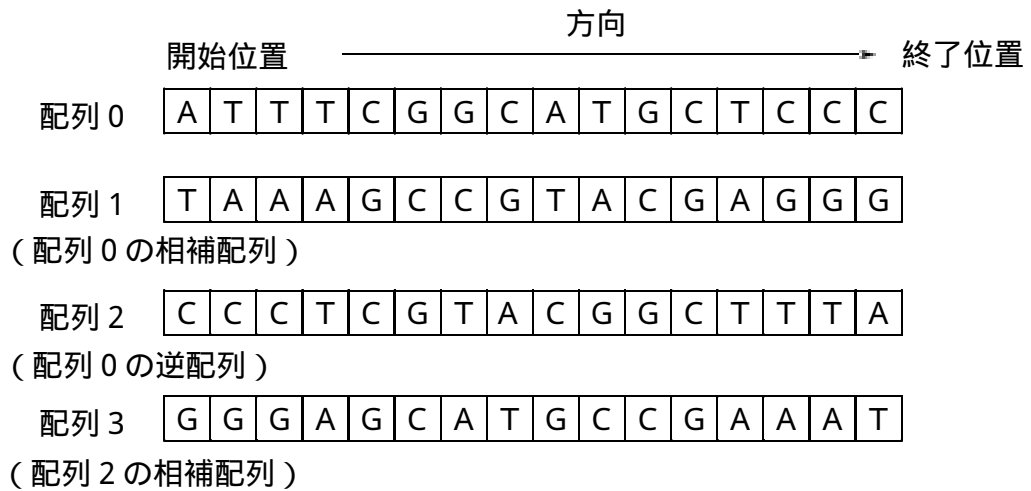 方向
開始位置 終了位置
配列 0 A T T T C G G C A T G C T C C C
配列 1 T A A A G C C G T A C G A G G G
(配列 0 の相補配列)
配列 2 C C C T C G T A C G G C T T T A
(配列 0 の逆配列)
配列 3 G G G A G C A T G C C G A A A T
(配列 2 の相補配列)